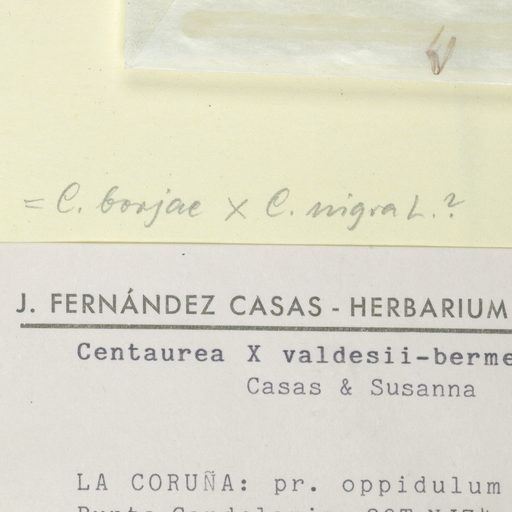 = C. borjae × C. nigra L.?
J. FERNÁNDEZ CASAS - HERBARIUM
Centaurea X valdesii-berme
Casas & Susanna
LA CORUÑA: pr. oppidulum